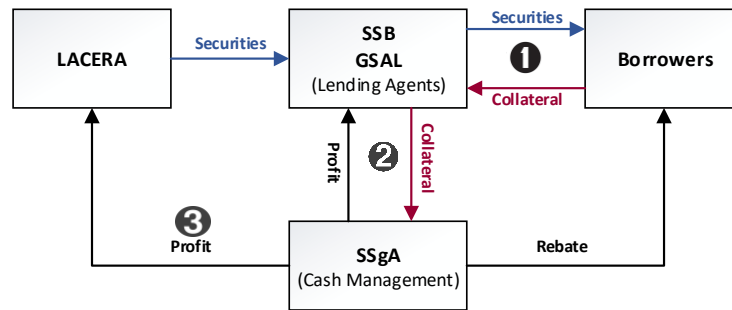 LACERA
Securities
SSB
GSAL
(Lending Agents)
Securities
1
Collateral
Borrowers
Profit
2
Collateral
3
Profit
SSgA
(Cash Management)
Rebate